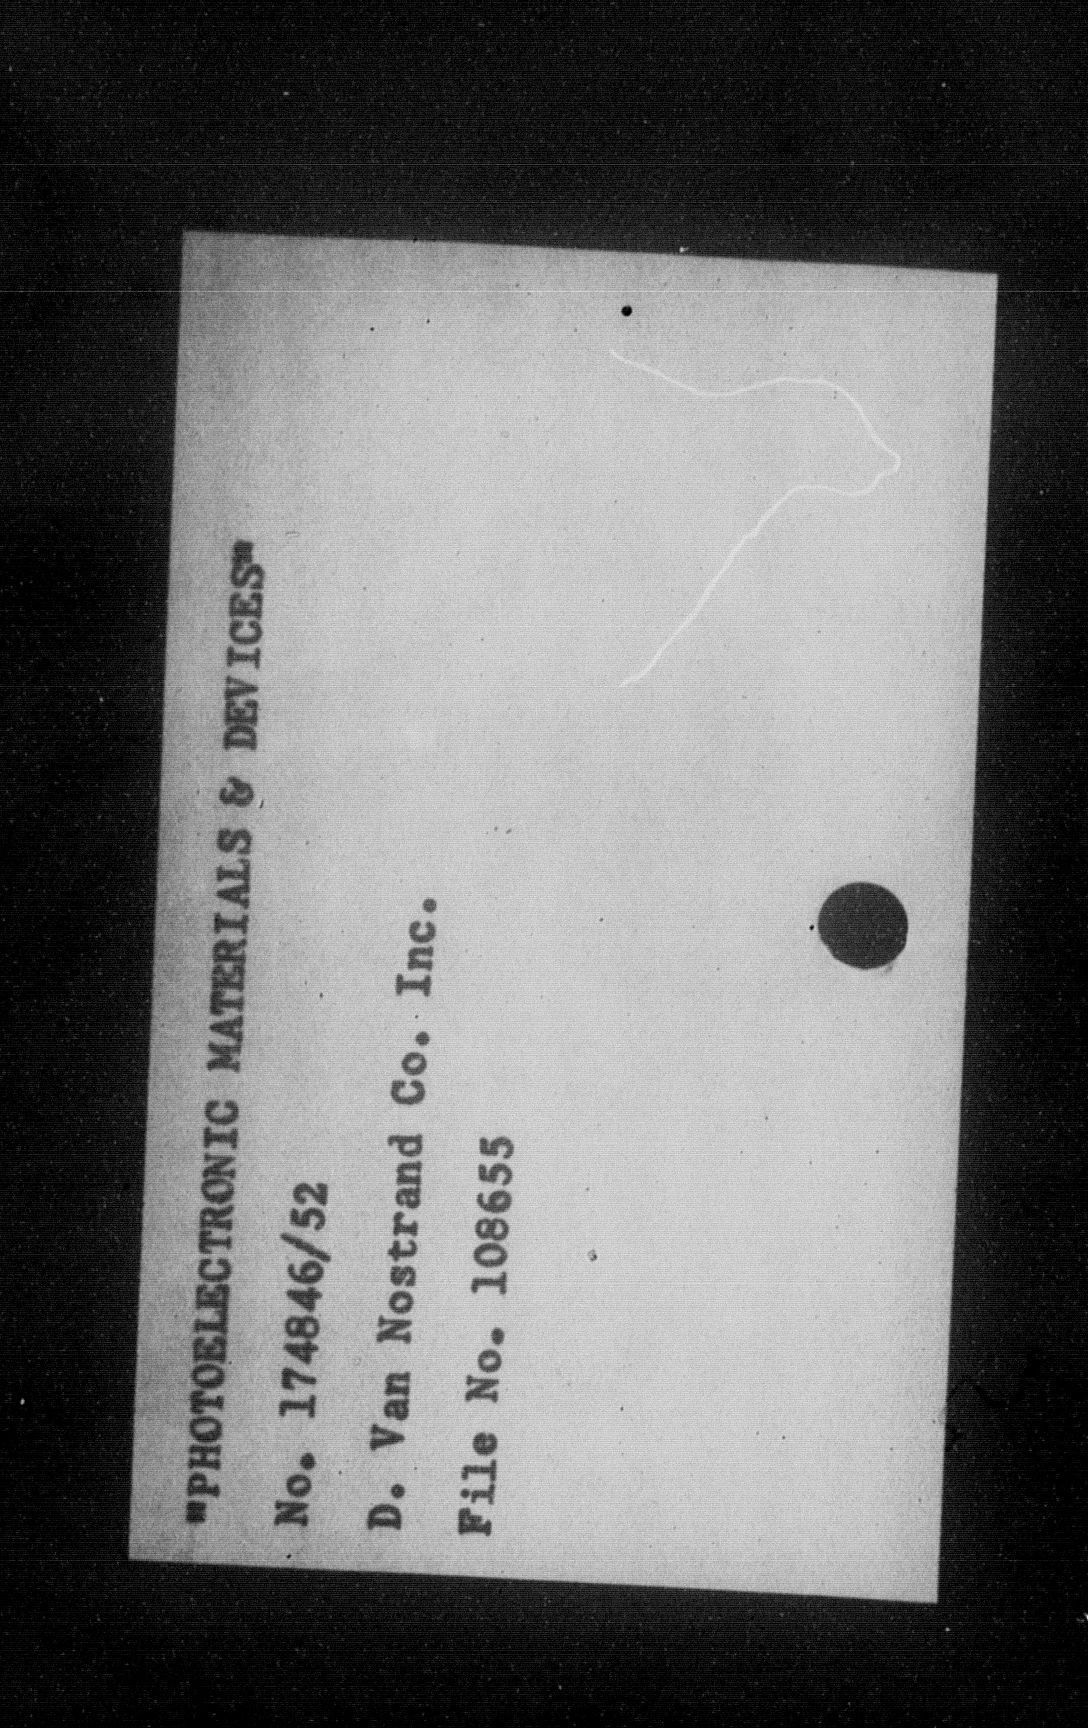 "PHOTOELECTRONIC MATERIALS & DEVICES"
No. 174846/52
D. Van Nostrand Co. Inc.
File No. 108655